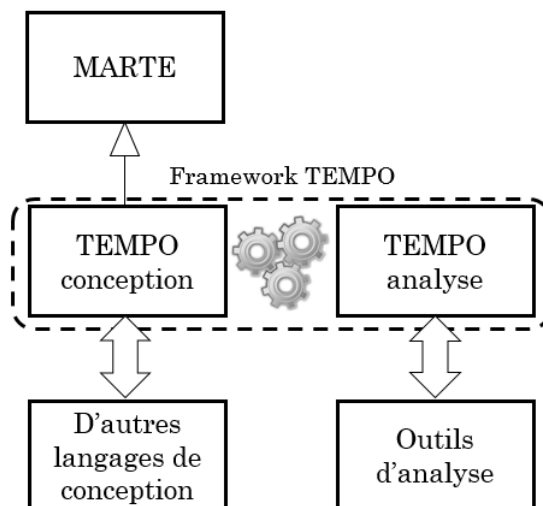 MARTE
Framework TEMPO
TEMPO
conception
TEMPO
analyse
D'autres
langages de
conception
Outils
d'analyse